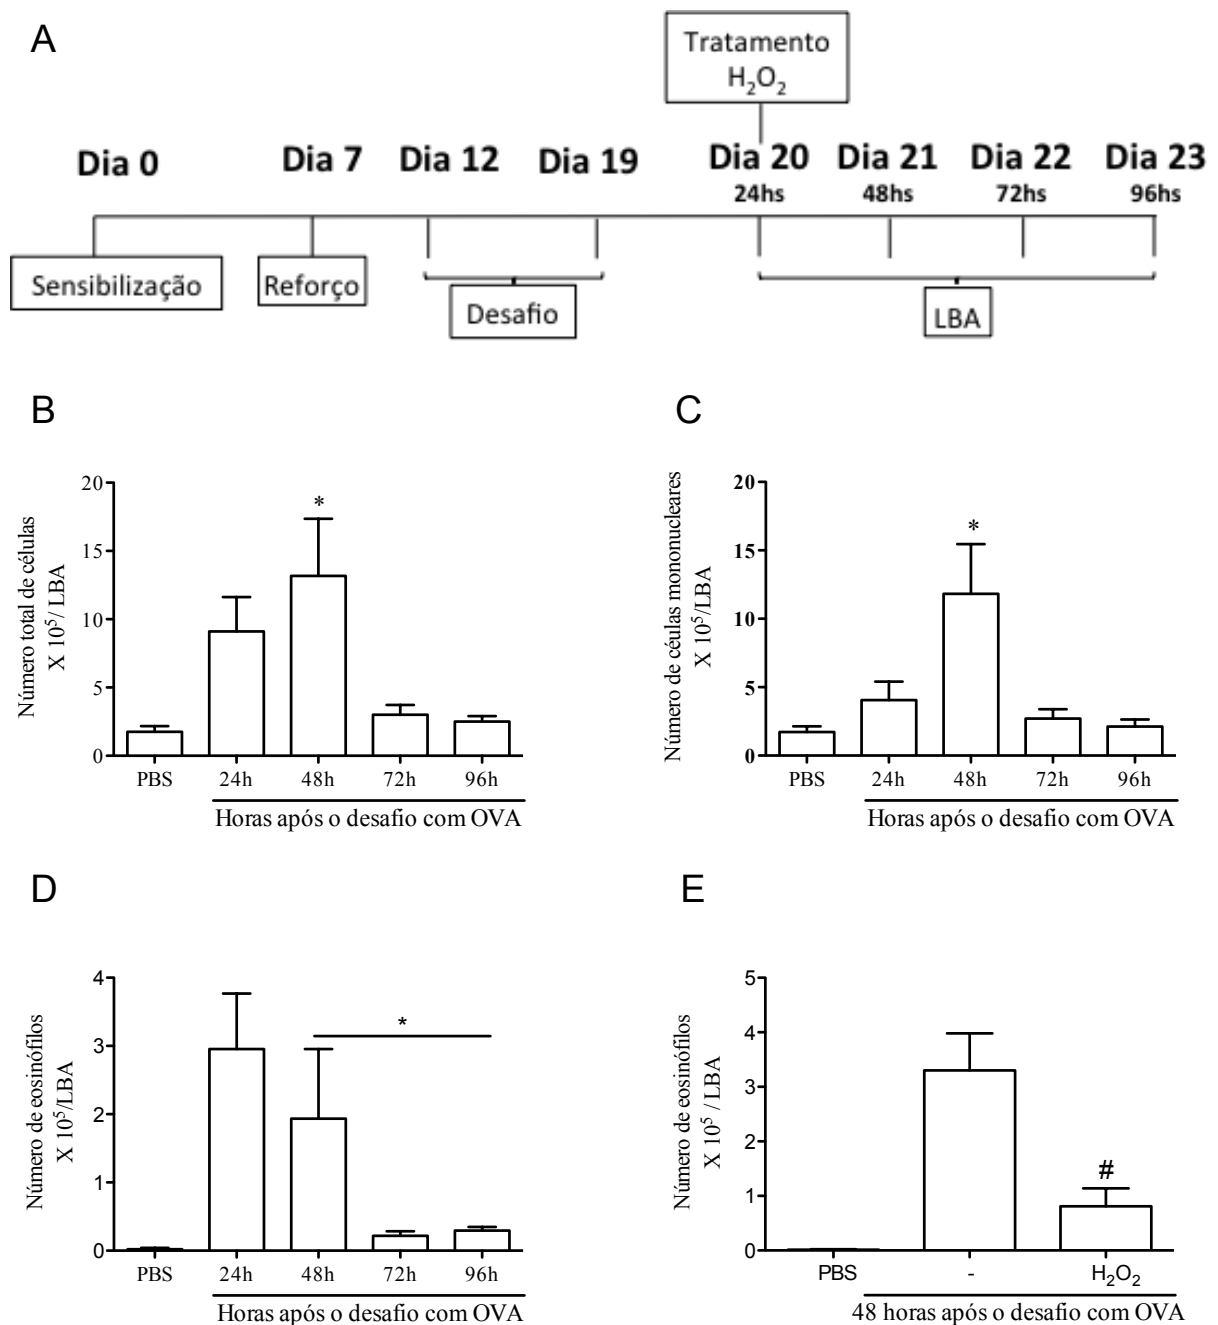 A
Tratamento
H₂O₂
Dia 0 Dia 7 Dia 12 Dia 19 Dia 20 Dia 21 Dia 22 Dia 23
24hs 48hs 72hs 96hs
Sensibilização
Reforço
Desafio
LBA
B
Número total de células
X 10⁵/ LBA
20
15
10
5
0
*
PBS 24h 48h 72h 96h
Horas após o desafio com OVA
C
Número de céulas mononucleares
X 10⁵/LBA
20
15
10
5
0
*
PBS 24h 48h 72h 96h
Horas após o desafio com OVA
D
Número de eosinófilos
X 10⁵/LBA
4
3
2
1
0
*
PBS 24h 48h 72h 96h
Horas após o desafio com OVA
E
Número de eosinófilos
X 10⁵ / LBA
5
4
3
2
1
0
#
PBS - H₂O₂
48 horas após o desafio com OVA